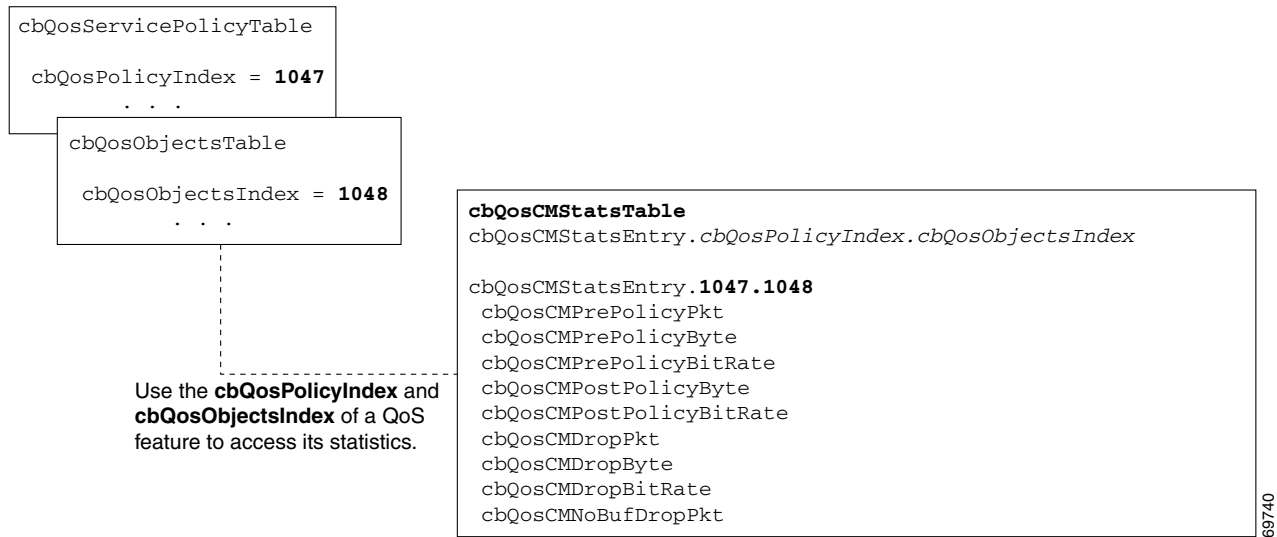 cbQosServicePolicyTable
cbQosPolicyIndex = 1047
. . .
cbQosObjectsTable
cbQosObjectsIndex = 1048
. . .
Use the cbQosPolicyIndex and
cbQosObjectsIndex of a QoS
feature to access its statistics.
cbQosCMStatsTable
cbQosCMStatsEntry.cbQosPolicyIndex.cbQosObjectsIndex
cbQosCMStatsEntry.1047.1048
cbQosCMPrePolicyPkt
cbQosCMPrePolicyByte
cbQosCMPrePolicyBitRate
cbQosCMPostPolicyByte
cbQosCMPostPolicyBitRate
cbQosCMDropPkt
cbQosCMDropByte
cbQosCMDropBitRate
cbQosCMNoBufDropPkt
69740